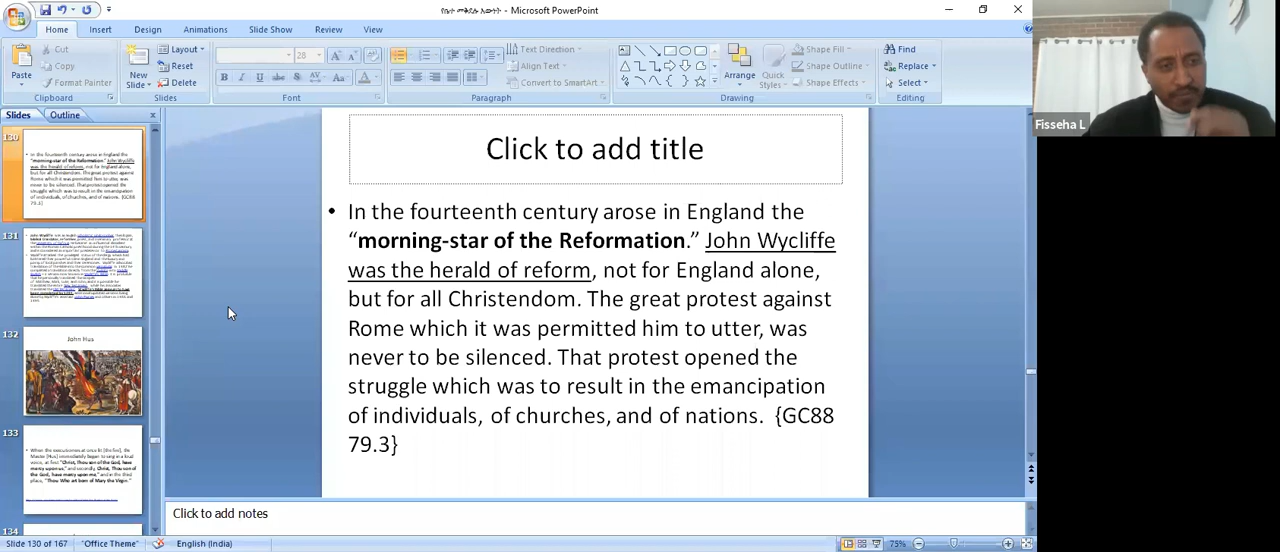 የሴተ መቅደሱ እውነት - Microsoft PowerPoint
Home Insert Design Animations Slide Show Review View
Paste
Cut
Copy
Format Painter
Clipboard
New Slide
Layout
Reset
Delete
Slides
28
Font
Paragraph
Text Direction
Align Text
Convert to SmartArt
Arrange
Quick Styles
Shape Fill
Shape Outline
Shape Effects
Drawing
Find
Replace
Select
Editing
Fisseha L
Slides Outline
130
131
132
John Hus
133
134
Click to add title
• In the fourteenth century arose in England the
“morning-star of the Reformation.” John Wycliffe
was the herald of reform, not for England alone,
but for all Christendom. The great protest against
Rome which it was permitted him to utter, was
never to be silenced. That protest opened the
struggle which was to result in the emancipation
of individuals, of churches, and of nations. {GC88
79.3}
Click to add notes
Slide 130 of 167 "Office Theme" English (India) 75%